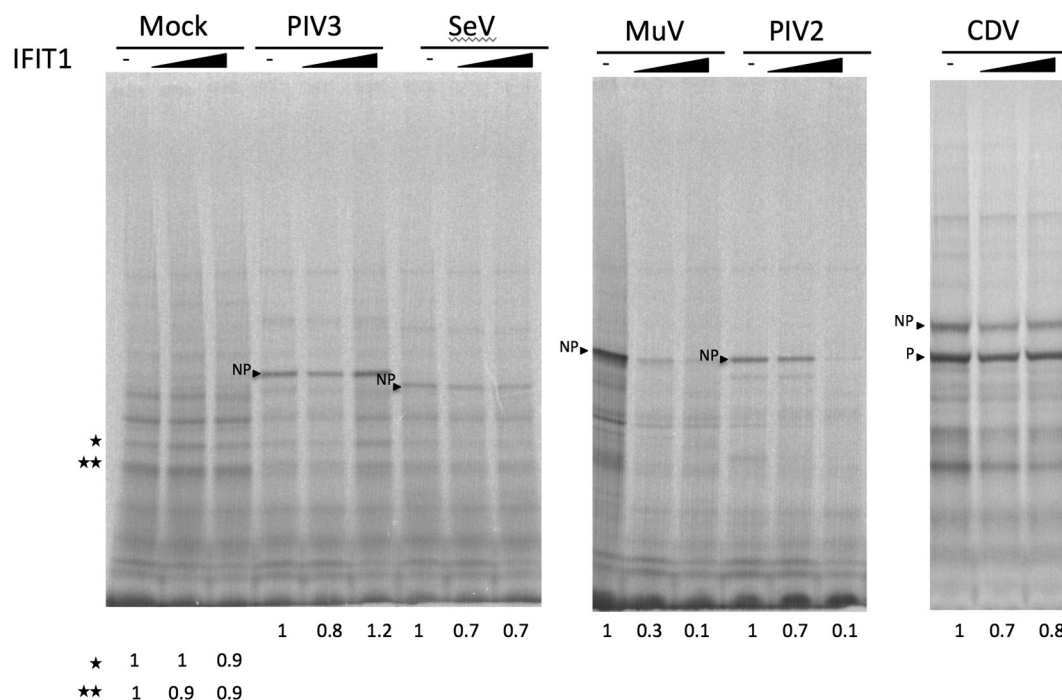 Mock PIV3 SeV MuV PIV2 CDV
IFIT1 - - - - - -
NP
NP
NP
NP
NP
P
★
★★
1 0.8 1.2 1 0.7 0.7 1 0.3 0.1 1 0.7 0.1 1 0.7 0.8
★ 1 1 0.9
★★ 1 0.9 0.9